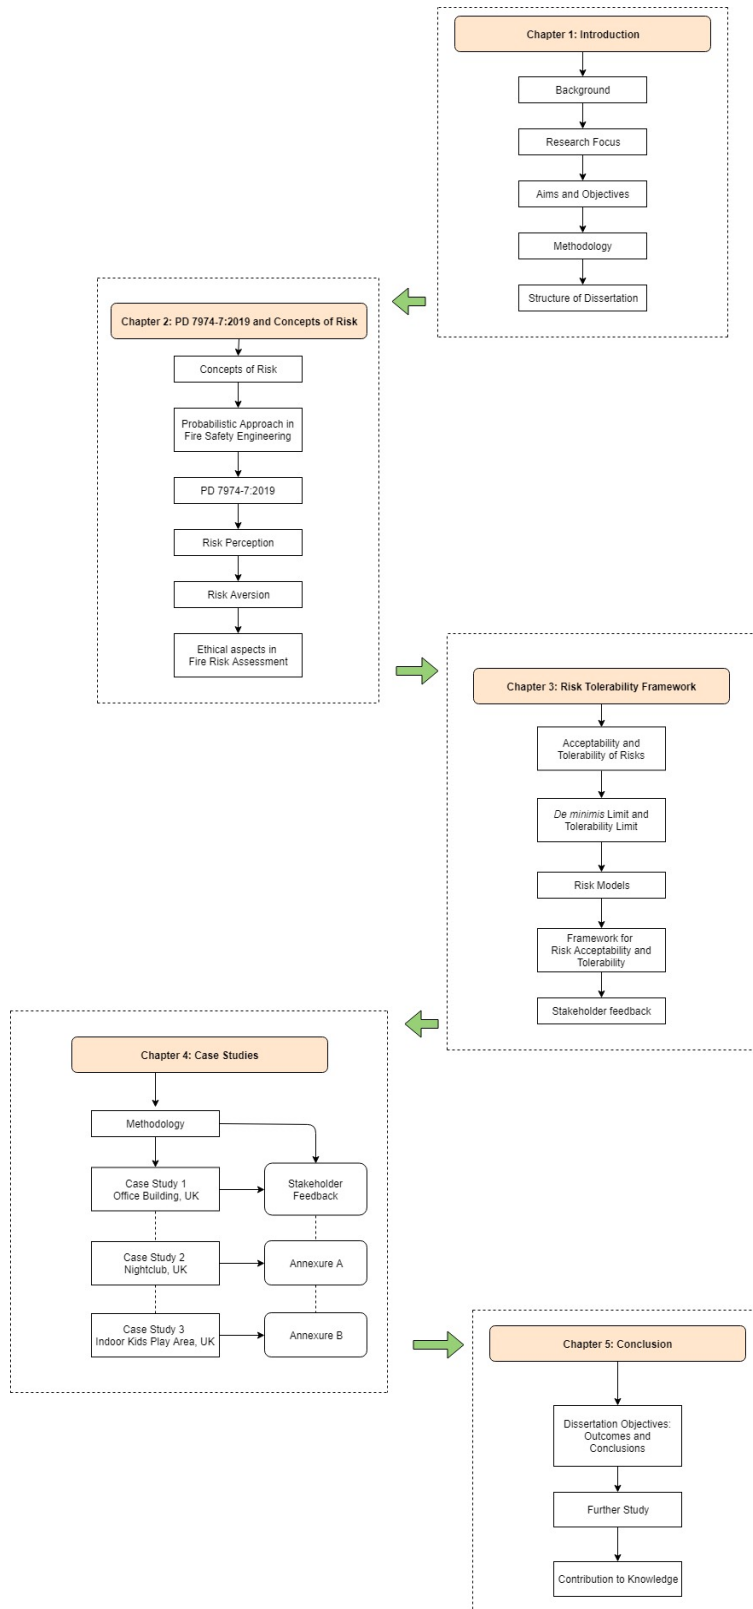 Chapter 1: Introduction
Background
Research Focus
Aims and Objectives
Methodology
Structure of Dissertation
Chapter 2: PD 7974-7:2019 and Concepts of Risk
Concepts of Risk
Probabilistic Approach in
Fire Safety Engineering
PD 7974-7:2019
Risk Perception
Risk Aversion
Ethical aspects in
Fire Risk Assessment
Chapter 3: Risk Tolerability Framework
Acceptability and
Tolerability of Risks
De minimis Limit and
Tolerability Limit
Risk Models
Framework for
Risk Acceptability and
Tolerability
Stakeholder feedback
Chapter 4: Case Studies
Methodology
Case Study 1
Office Building, UK
Stakeholder
Feedback
Case Study 2
Nightclub, UK
Annexure A
Case Study 3
Indoor Kids Play Area, UK
Annexure B
Chapter 5: Conclusion
Dissertation Objectives:
Outcomes and
Conclusions
Further Study
Contribution to Knowledge